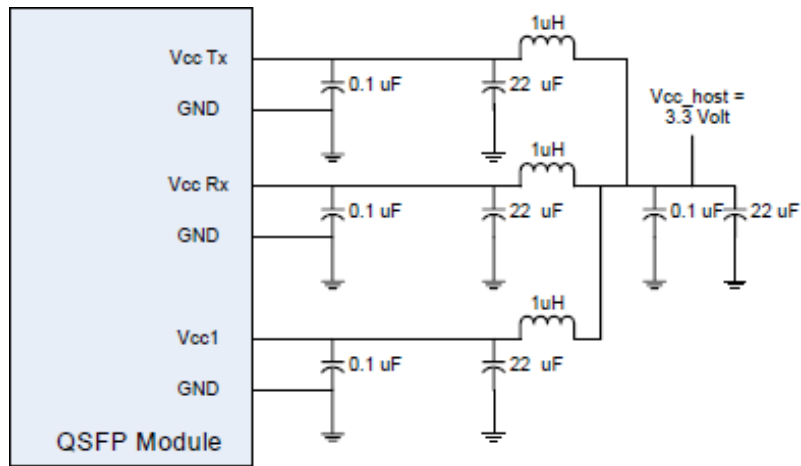 1uH
Vcc Tx
0.1 uF
22 uF
GND
Vcc_host =
3.3 Volt
1uH
Vcc Rx
0.1 uF
22 uF
0.1 uF
22 uF
GND
1uH
Vcc1
0.1 uF
22 uF
GND
QSFP Module